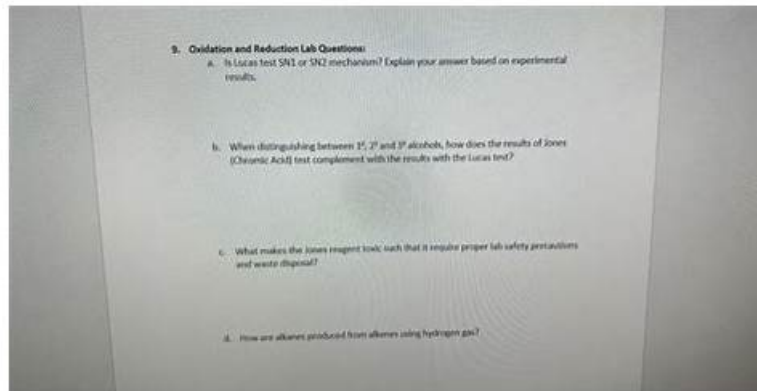 9. Oxidation and Reduction Lab Questions:
a. Is Lucas test SN1 or SN2 mechanism? Explain your answer based on experimental
results.
b. When distinguishing between 1°, 2° and 3° alcohols, how does the results of Jones
(Chromic Acid) test complement with the results with the Lucas test?
c. What makes the Jones reagent toxic such that it require proper lab safety precautions
and waste disposal?
d. How are alkanes produced from alkenes using hydrogen gas?